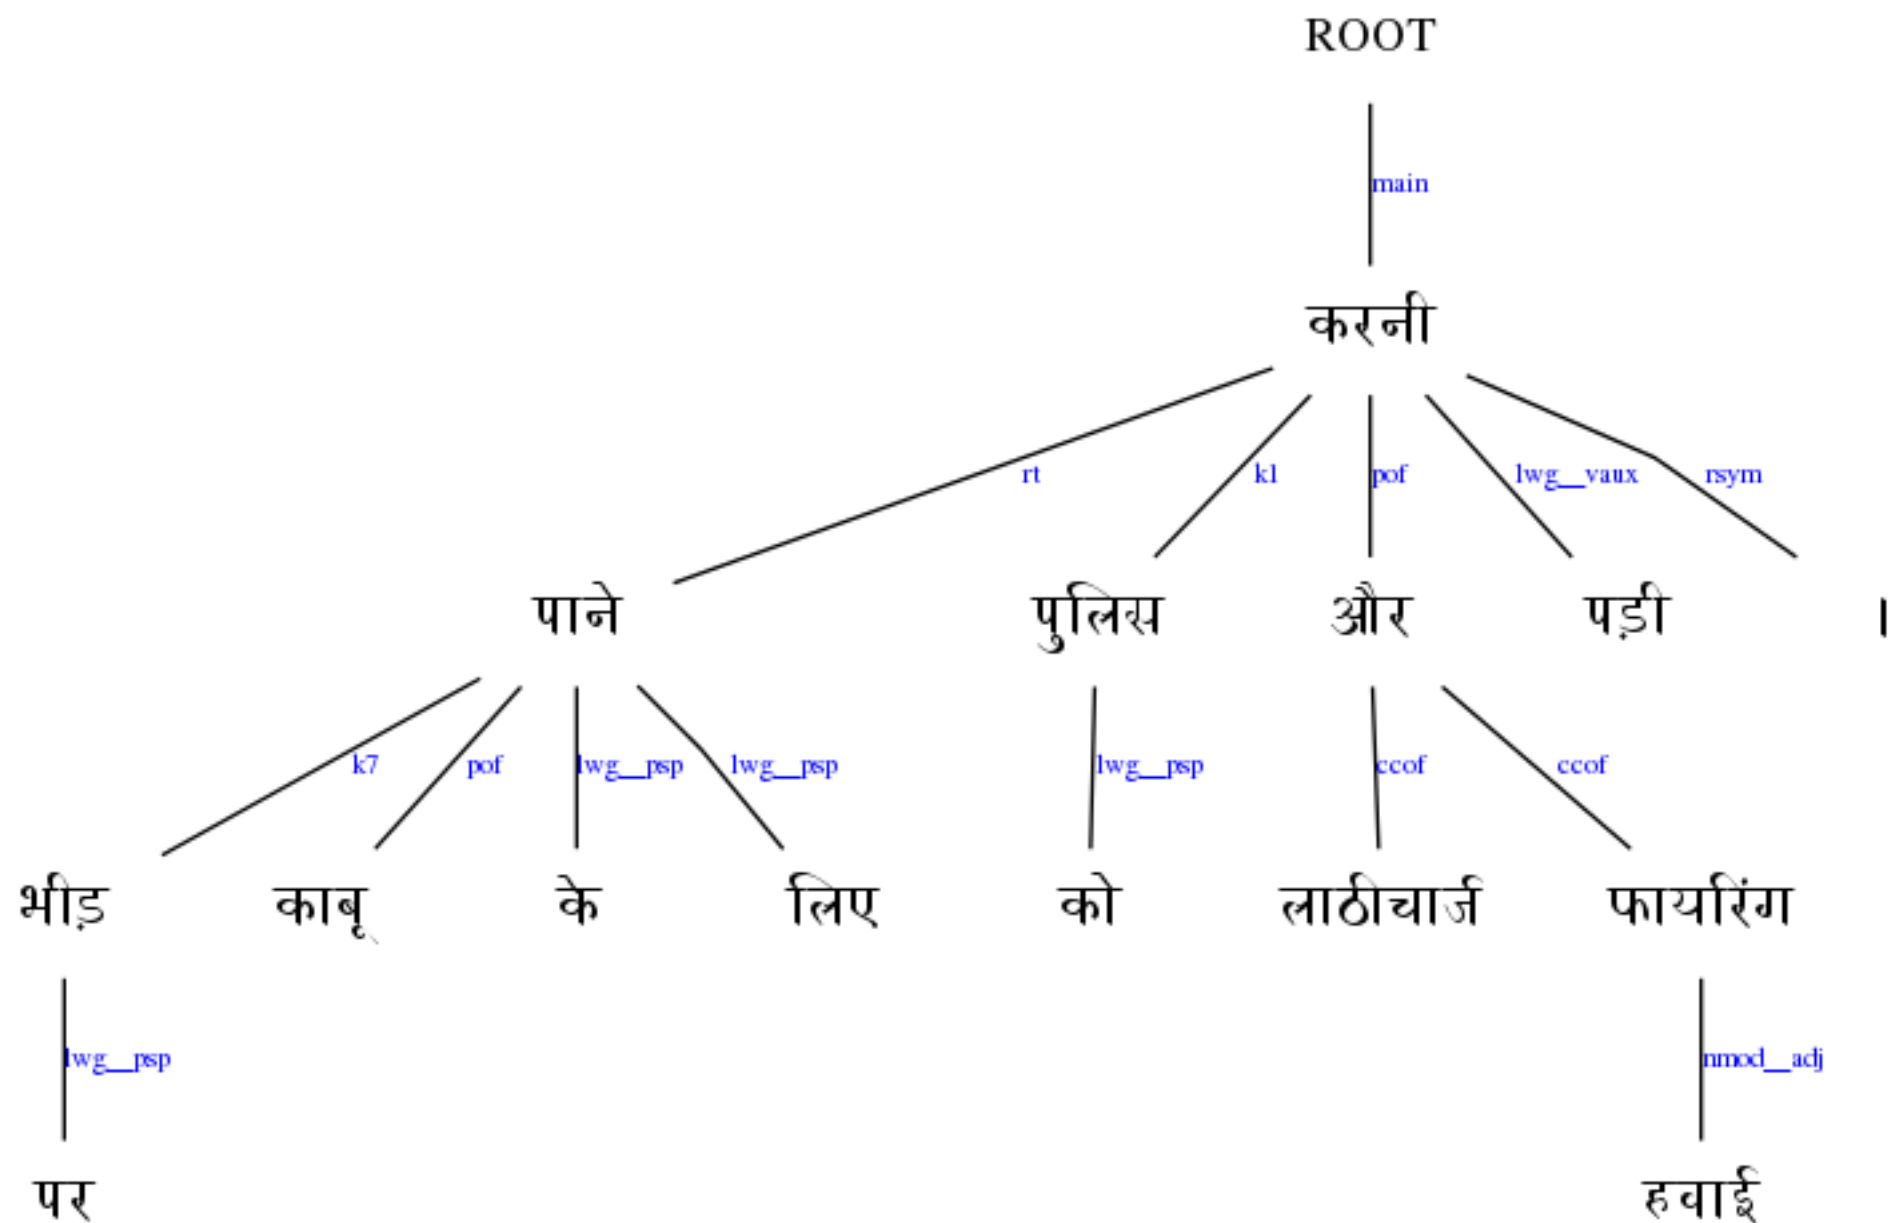 ROOT
main
करनी
rt k1 pof lwg__vaux rsym
पाने पुलिस और पड़ी ।
k7 pof lwg__psp lwg__psp lwg__psp ccof ccof
भीड़ काबू के लिए को लाठीचार्ज फायरिंग
lwg__psp nmod__adj
पर हवाई